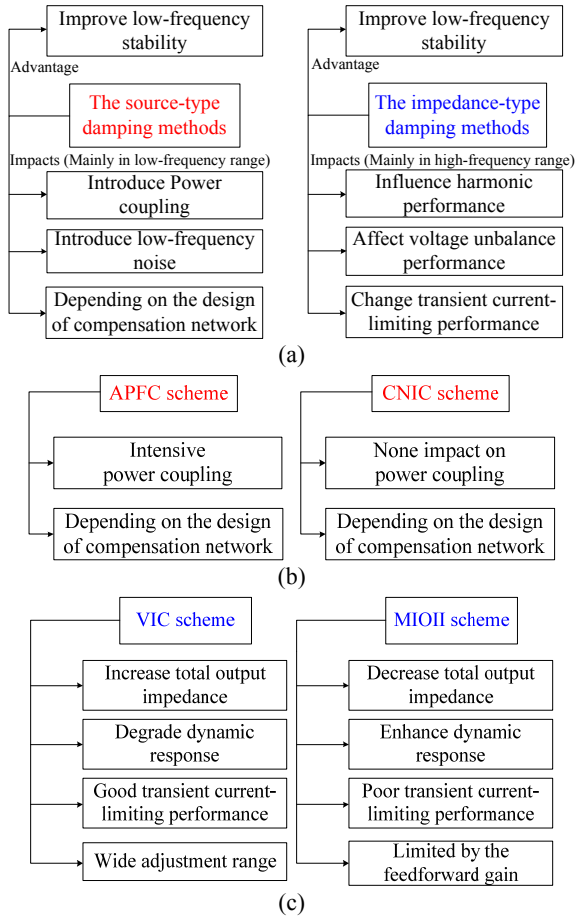 Improve low-frequency
stability
Advantage
The source-type
damping methods
Impacts (Mainly in low-frequency range)
Introduce Power
coupling
Introduce low-frequency
noise
Depending on the design
of compensation network
Improve low-frequency
stability
Advantage
The impedance-type
damping methods
Impacts (Mainly in high-frequency range)
Influence harmonic
performance
Affect voltage unbalance
performance
Change transient current-
limiting performance
(a)
APFC scheme
Intensive
power coupling
Depending on the design
of compensation network
CNIC scheme
None impact on
power coupling
Depending on the design
of compensation network
(b)
VIC scheme
Increase total output
impedance
Degrade dynamic
response
Good transient current-
limiting performance
Wide adjustment range
MIOII scheme
Decrease total output
impedance
Enhance dynamic
response
Poor transient current-
limiting performance
Limited by the
feedforward gain
(c)